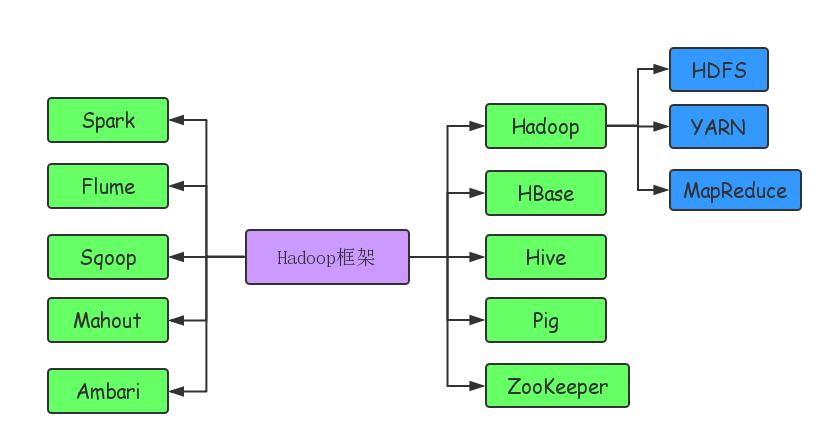 Spark
Flume
Sqoop
Mahout
Ambari
Hadoop框架
Hadoop
HBase
Hive
Pig
ZooKeeper
HDFS
YARN
MapReduce